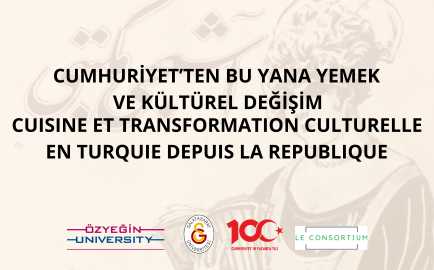 CUMHURİYET'TEN BU YANA YEMEK
VE KÜLTÜREL DEĞİŞİM
CUISINE ET TRANSFORMATION CULTURELLE
EN TURQUIE DEPUIS LA REPUBLIQUE
ÖZYEĞİN
UNIVERSITY
100
LE CONSORTIUM